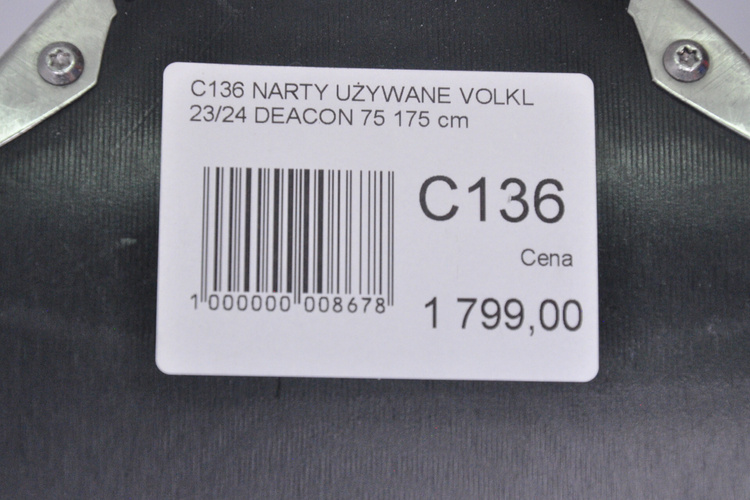 C136 NARTY UŻYWANE VOLKL
23/24 DEACON 75 175 cm
C136
Cena
1 000000 008678
1 799,00